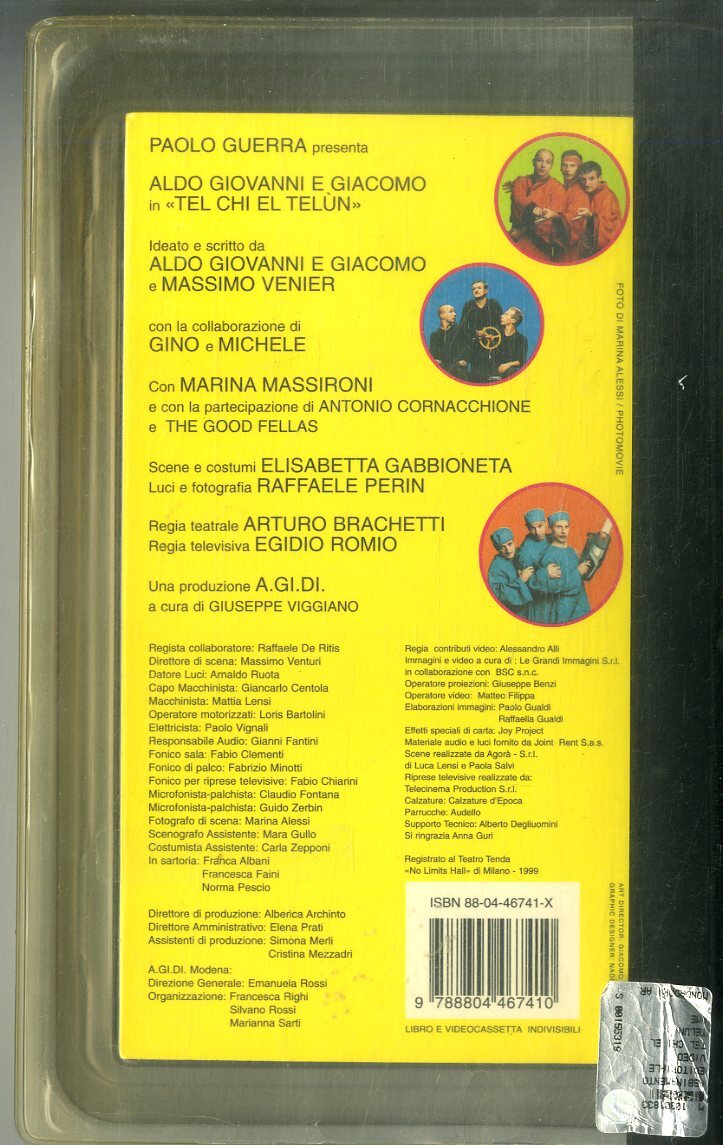 PAOLO GUERRA presenta
ALDO GIOVANNI E GIACOMO
in «TEL CHI EL TELÙN»
Ideato e scritto da
ALDO GIOVANNI E GIACOMO
e MASSIMO VENIER
con la collaborazione di
GINO e MICHELE
Con MARINA MASSIRONI
e con la partecipazione di ANTONIO CORNACCHIONE
e THE GOOD FELLAS
Scene e costumi ELISABETTA GABBIONETA
Luci e fotografia RAFFAELE PERIN
Regia teatrale ARTURO BRACHETTI
Regia televisiva EGIDIO ROMIO
Una produzione A.GI.DI.
a cura di GIUSEPPE VIGGIANO
FOTO DI MARINA ALESSI / PHOTOMOVIE
Regista collaboratore: Raffaele De Ritis
Direttore di scena: Massimo Venturi
Datore Luci: Arnaldo Ruota
Capo Macchinista: Giancarlo Centola
Macchinista: Mattia Lensi
Operatore motorizzati: Loris Bartolini
Elettricista: Paolo Vignali
Responsabile Audio: Gianni Fantini
Fonico sala: Fabio Clementi
Fonico di palco: Fabrizio Minotti
Fonico per riprese televisive: Fabio Chiarini
Microfonista-palchista: Claudio Fontana
Microfonista-palchista: Guido Zerbin
Fotografo di scena: Marina Alessi
Scenografo Assistente: Mara Gullo
Costumista Assistente: Carla Zepponi
In sartoria: Franca Albani
Francesca Faini
Norma Pescio
Direttore di produzione: Alberica Archinto
Direttore Amministrativo: Elena Prati
Assistenti di produzione: Simona Merli
Cristina Mezzadri
A.GI.DI. Modena:
Direzione Generale: Emanuela Rossi
Organizzazione: Francesca Righi
Silvano Rossi
Marianna Sarti
Regia contributi video: Alessandro Alli
Immagini e video a cura di : Le Grandi Immagini S.r.l.
in collaborazione con BSC s.n.c.
Operatore proiezioni: Giuseppe Benzi
Operatore video: Matteo Filippa
Elaborazioni immagini: Paolo Gualdi
Raffaella Gualdi
Effetti speciali di carta: Joy Project
Materiale audio e luci fornito da Joint Rent S.a.s.
Scene realizzate da Agorà - S.r.l.
di Luca Lensi e Paola Salvi
Riprese televisive realizzate da:
Telecinema Production S.r.l.
Calzature: Calzature d'Epoca
Parrucche: Audello
Supporto Tecnico: Alberto Degliuomini
Si ringrazia Anna Guri
Registrato al Teatro Tenda
«No Limits Hall» di Milano - 1999
ISBN 88-04-46741-X
9 788804 467410
LIBRO E VIDEOCASSETTA INDIVISIBILI
ART DIRECTOR: GIACOMO
GRAPHIC DESIGNER:
S 00165319
TELUN
TEL CHI EL
VIDEO
EDITORIALE